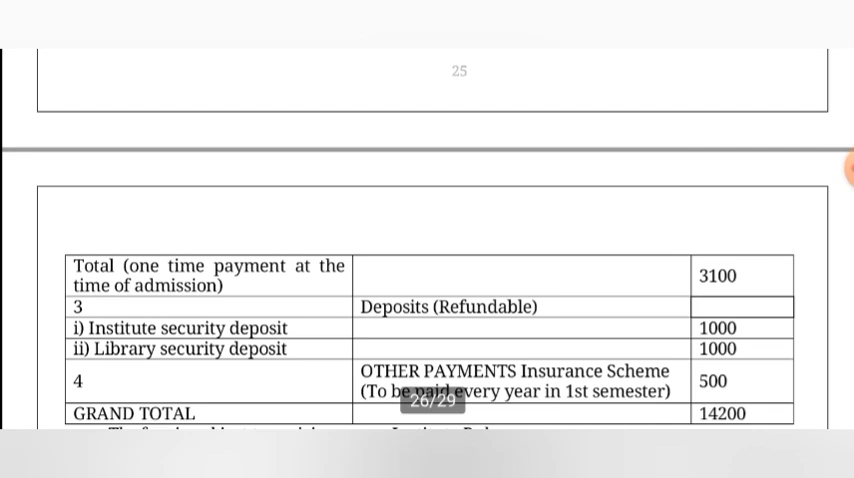 25
Total (one time payment at the
time of admission)
3100
3
Deposits (Refundable)
i) Institute security deposit
1000
ii) Library security deposit
1000
4
OTHER PAYMENTS Insurance Scheme
(To be paid every year in 1st semester)
500
26/29
GRAND TOTAL
14200